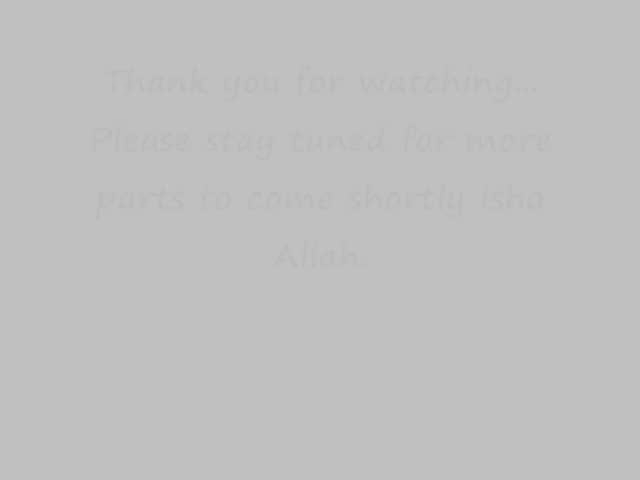 Thank you for watching...
Please stay tuned for more
parts to come shortly isha
Allah.